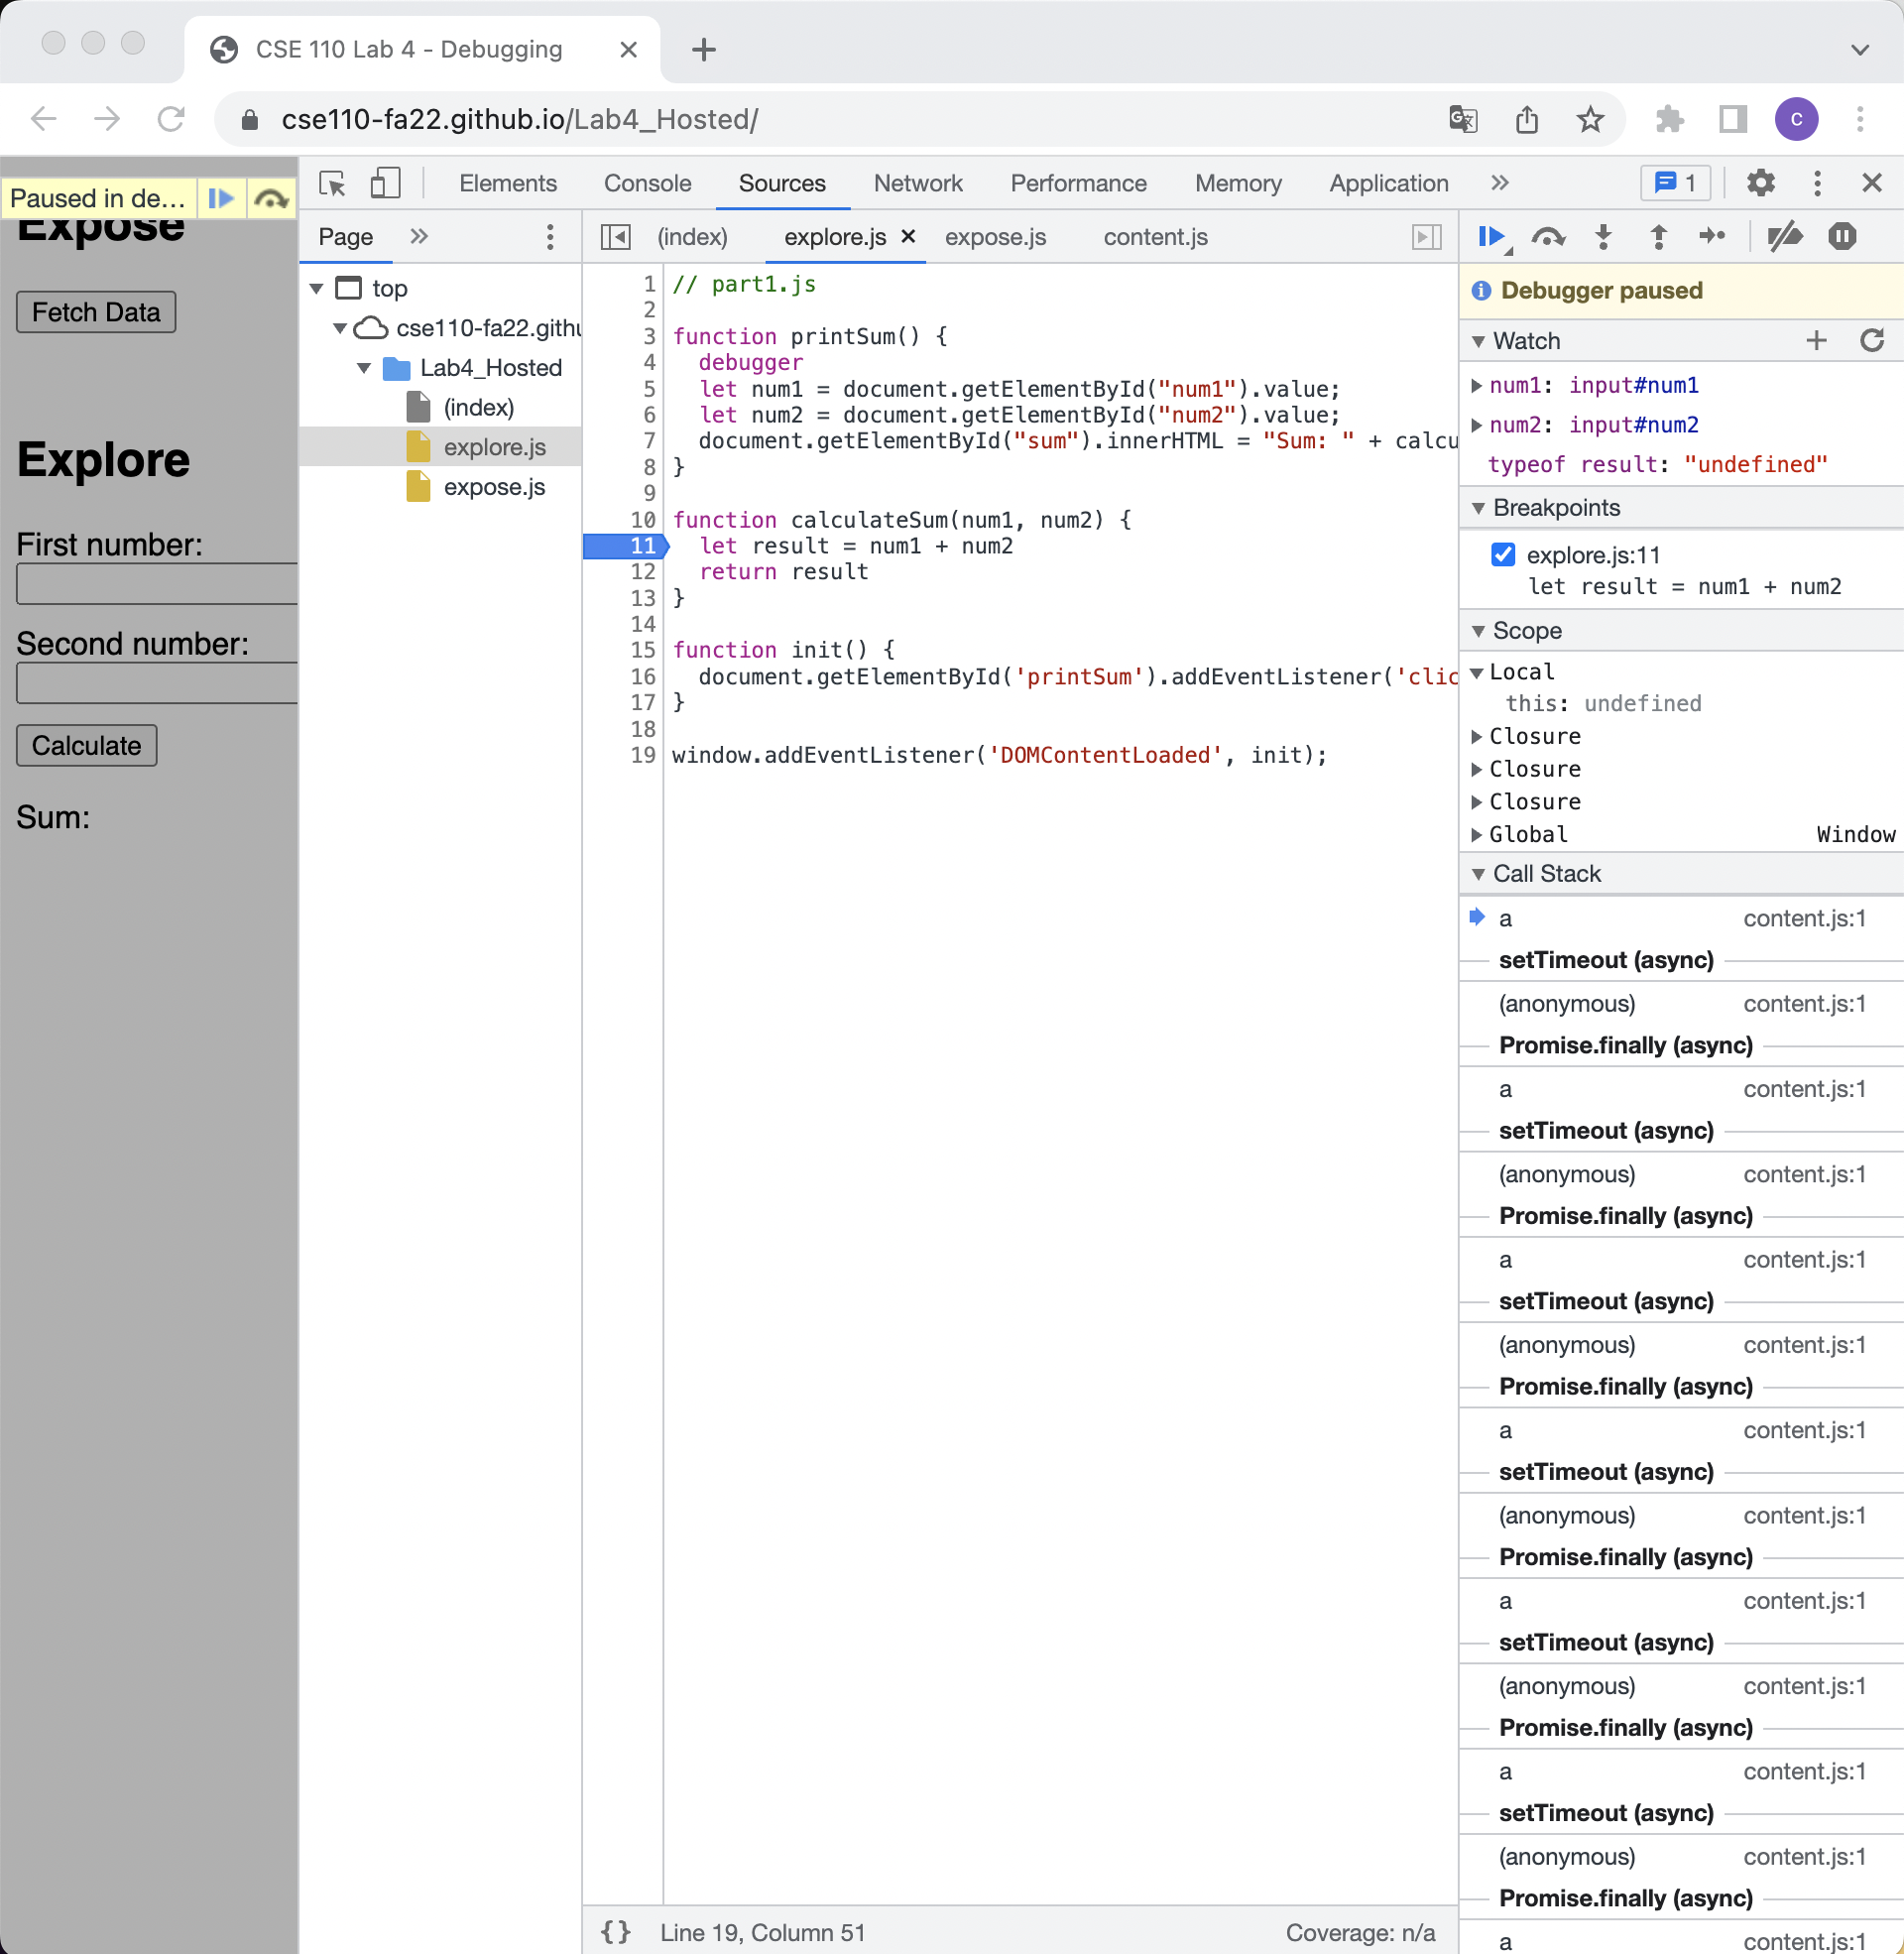 CSE 110 Lab 4 - Debugging
cse110-fa22.github.io/Lab4_Hosted/
C
Paused in de...
Expose
Fetch Data
Explore
First number:
Second number:
Calculate
Sum:
Elements Console Sources Network Performance Memory Application » 1
Page »
top
cse110-fa22.githu
Lab4_Hosted
(index)
explore.js
expose.js
(index) explore.js expose.js content.js
1 // part1.js
2
3 function printSum() {
4 debugger
5 let num1 = document.getElementById("num1").value;
6 let num2 = document.getElementById("num2").value;
7 document.getElementById("sum").innerHTML = "Sum: " + calcu
8 }
9
10 function calculateSum(num1, num2) {
11 let result = num1 + num2
12 return result
13 }
14
15 function init() {
16 document.getElementById('printSum').addEventListener('clic
17 }
18
19 window.addEventListener('DOMContentLoaded', init);
{} Line 19, Column 51 Coverage: n/a
Debugger paused
Watch
num1: input#num1
num2: input#num2
typeof result: "undefined"
Breakpoints
explore.js:11
let result = num1 + num2
Scope
Local
this: undefined
Closure
Closure
Closure
Global Window
Call Stack
a content.js:1
setTimeout (async)
(anonymous) content.js:1
Promise.finally (async)
a content.js:1
setTimeout (async)
(anonymous) content.js:1
Promise.finally (async)
a content.js:1
setTimeout (async)
(anonymous) content.js:1
Promise.finally (async)
a content.js:1
setTimeout (async)
(anonymous) content.js:1
Promise.finally (async)
a content.js:1
setTimeout (async)
(anonymous) content.js:1
Promise.finally (async)
a content.js:1
setTimeout (async)
(anonymous) content.js:1
Promise.finally (async)
a content.js:1